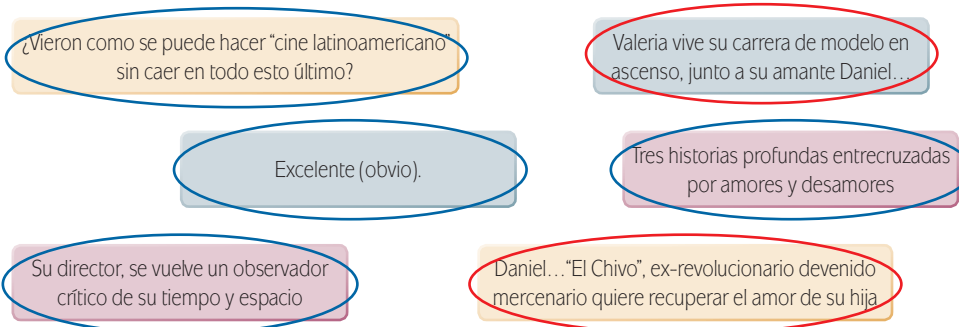 ¿Vieron como se puede hacer “cine latinoamericano”
sin caer en todo esto último?
Valeria vive su carrera de modelo en
ascenso, junto a su amante Daniel…
Excelente (obvio).
Tres historias profundas entrecruzadas
por amores y desamores
Su director, se vuelve un observador
crítico de su tiempo y espacio
Daniel…“El Chivo”, ex-revolucionario devenido
mercenario quiere recuperar el amor de su hija